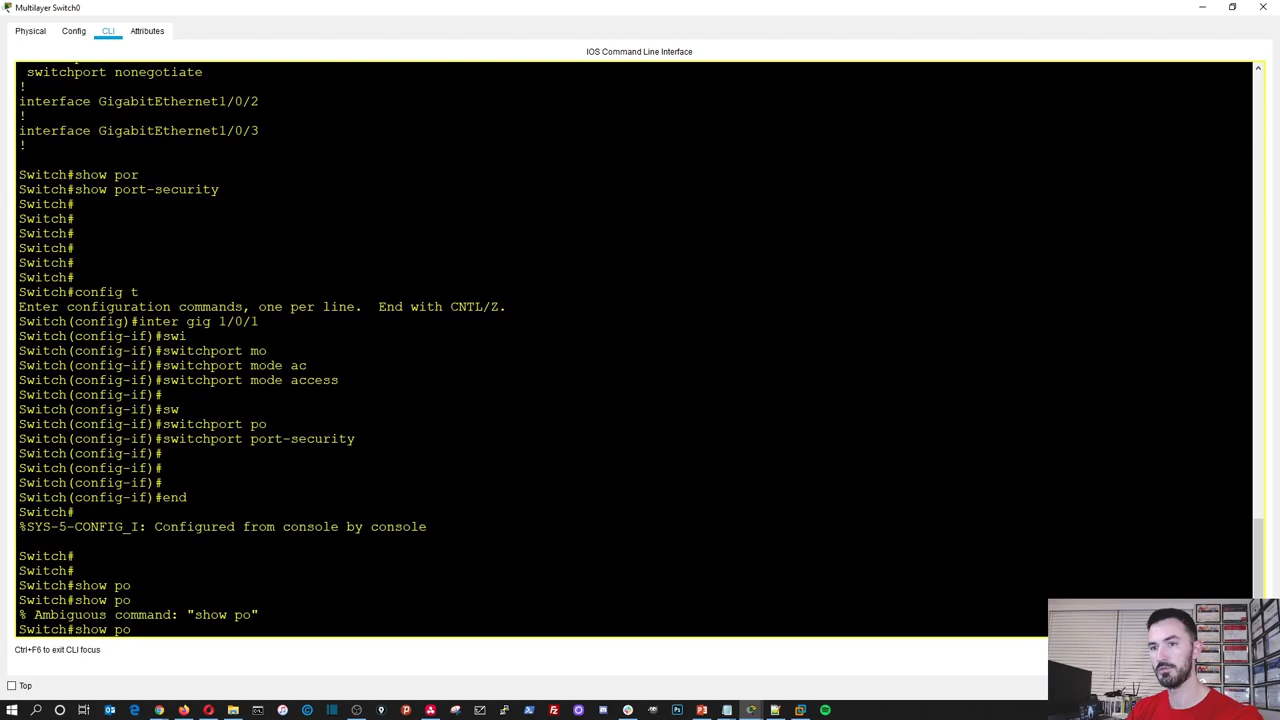 Multilayer Switch0
Physical Config CLI Attributes
IOS Command Line Interface
switchport nonegotiate
!
interface GigabitEthernet1/0/2
!
interface GigabitEthernet1/0/3
!
Switch#show por
Switch#show port-security
Switch#
Switch#
Switch#
Switch#
Switch#
Switch#
Switch#config t
Enter configuration commands, one per line. End with CNTL/Z.
Switch(config)#inter gig 1/0/1
Switch(config-if)#swi
Switch(config-if)#switchport mo
Switch(config-if)#switchport mode ac
Switch(config-if)#switchport mode access
Switch(config-if)#
Switch(config-if)#sw
Switch(config-if)#switchport po
Switch(config-if)#switchport port-security
Switch(config-if)#
Switch(config-if)#
Switch(config-if)#
Switch(config-if)#end
Switch#
%SYS-5-CONFIG_I: Configured from console by console
Switch#
Switch#
Switch#show po
Switch#show po
% Ambiguous command: "show po"
Switch#show po
Ctrl+F6 to exit CLI focus
Top